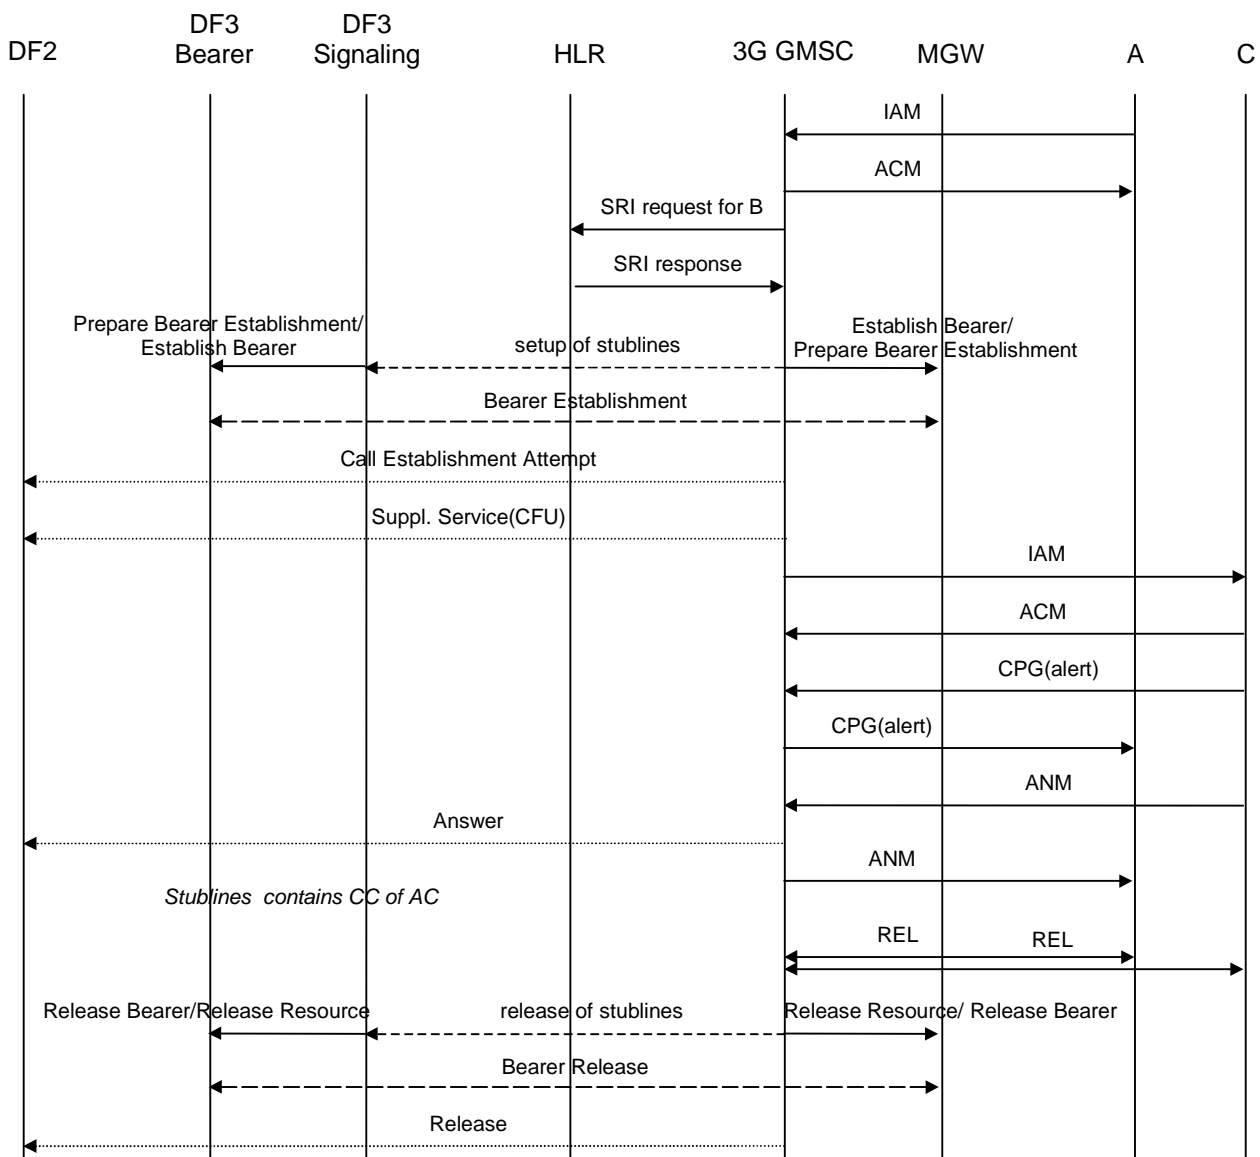 DF2
DF3
Bearer
DF3
Signaling
HLR
3G GMSC
MGW
A
C
IAM
ACM
SRI request for B
SRI response
Prepare Bearer Establishment/
Establish Bearer
setup of stublines
Establish Bearer/
Prepare Bearer Establishment
Bearer Establishment
Call Establishment Attempt
Suppl. Service(CFU)
IAM
ACM
CPG(alert)
CPG(alert)
ANM
Answer
ANM
Stublines contains CC of AC
REL
REL
Release Bearer/Release Resource
release of stublines
Release Resource/ Release Bearer
Bearer Release
Release